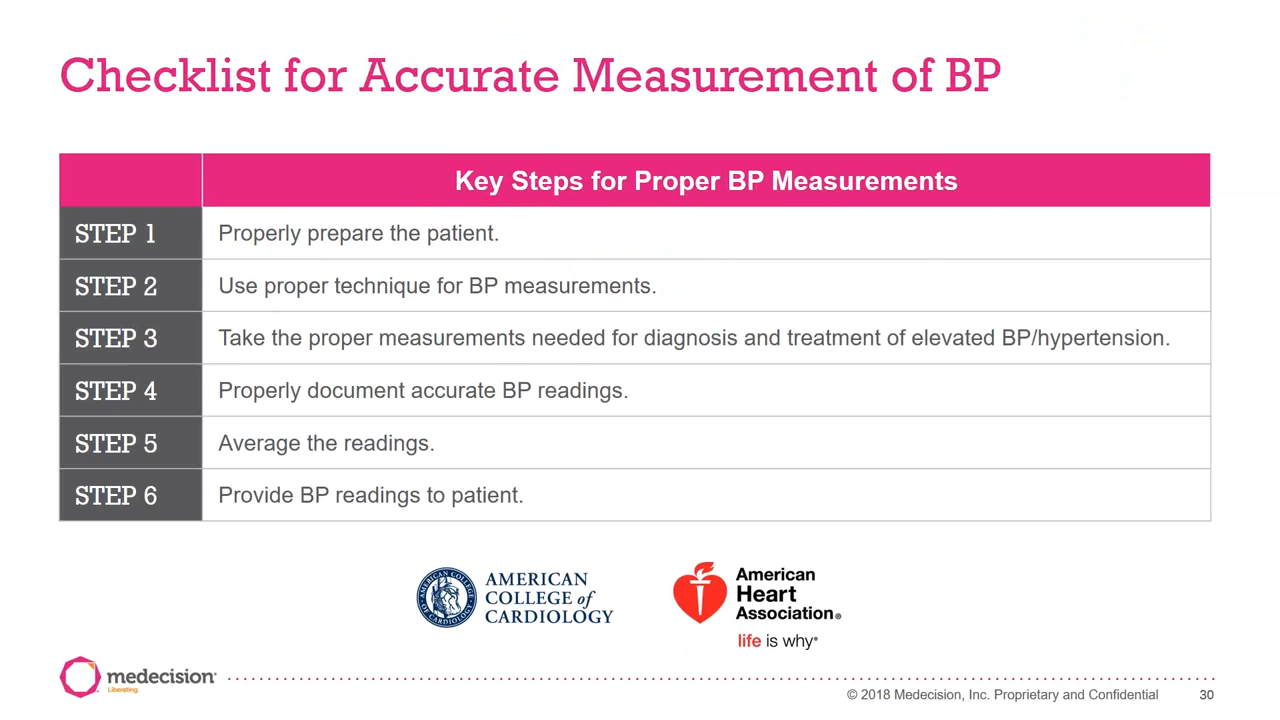 Checklist for Accurate Measurement of BP
Key Steps for Proper BP Measurements
STEP 1 Properly prepare the patient.
STEP 2 Use proper technique for BP measurements.
STEP 3 Take the proper measurements needed for diagnosis and treatment of elevated BP/hypertension.
STEP 4 Properly document accurate BP readings.
STEP 5 Average the readings.
STEP 6 Provide BP readings to patient.
AMERICAN
COLLEGE of
CARDIOLOGY
American
Heart
Association®
life is why®
medecision®
Liberating.
© 2018 Medecision, Inc. Proprietary and Confidential 30